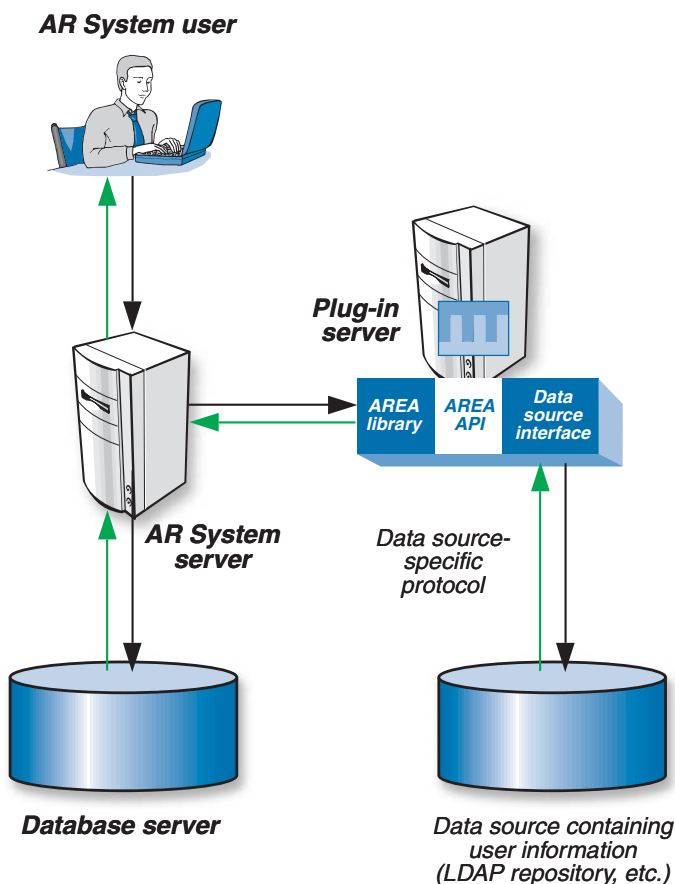 AR System user
Plug-in
server
AREA
library
AREA
API
Data
source
interface
AR System
server
Data source-
specific
protocol
Database server
Data source containing
user information
(LDAP repository, etc.)